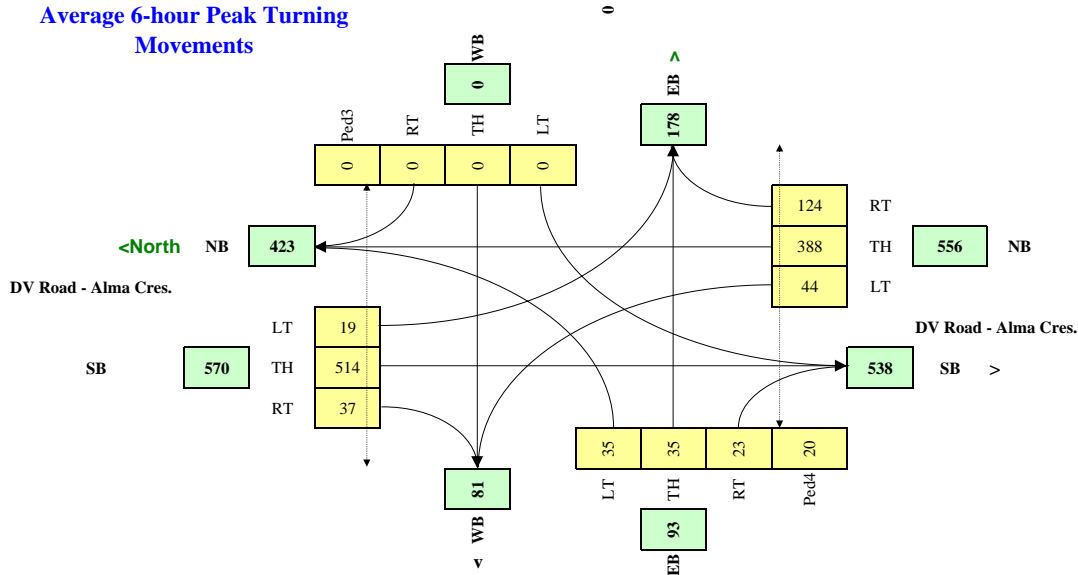 Average 6-hour Peak Turning
Movements
0
WB
0
^
EB
178
Ped3
RT
TH
LT
0
0
0
0
124
RT
<North
NB
423
388
TH
556
NB
DV Road - Alma Cres.
44
LT
LT
19
DV Road - Alma Cres.
SB
570
TH
514
538
SB
>
RT
37
35
35
23
20
LT
TH
RT
Ped4
81
WB
v
93
EB